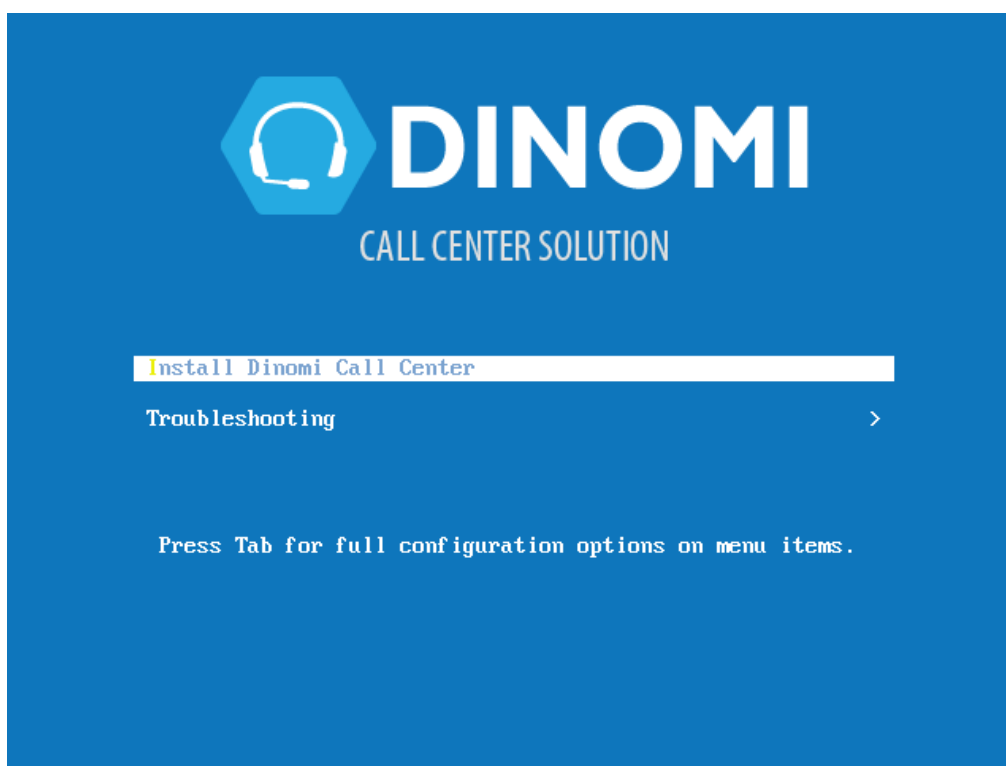 DINOMI
CALL CENTER SOLUTION
Install Dinomi Call Center
Troubleshooting >
Press Tab for full configuration options on menu items.